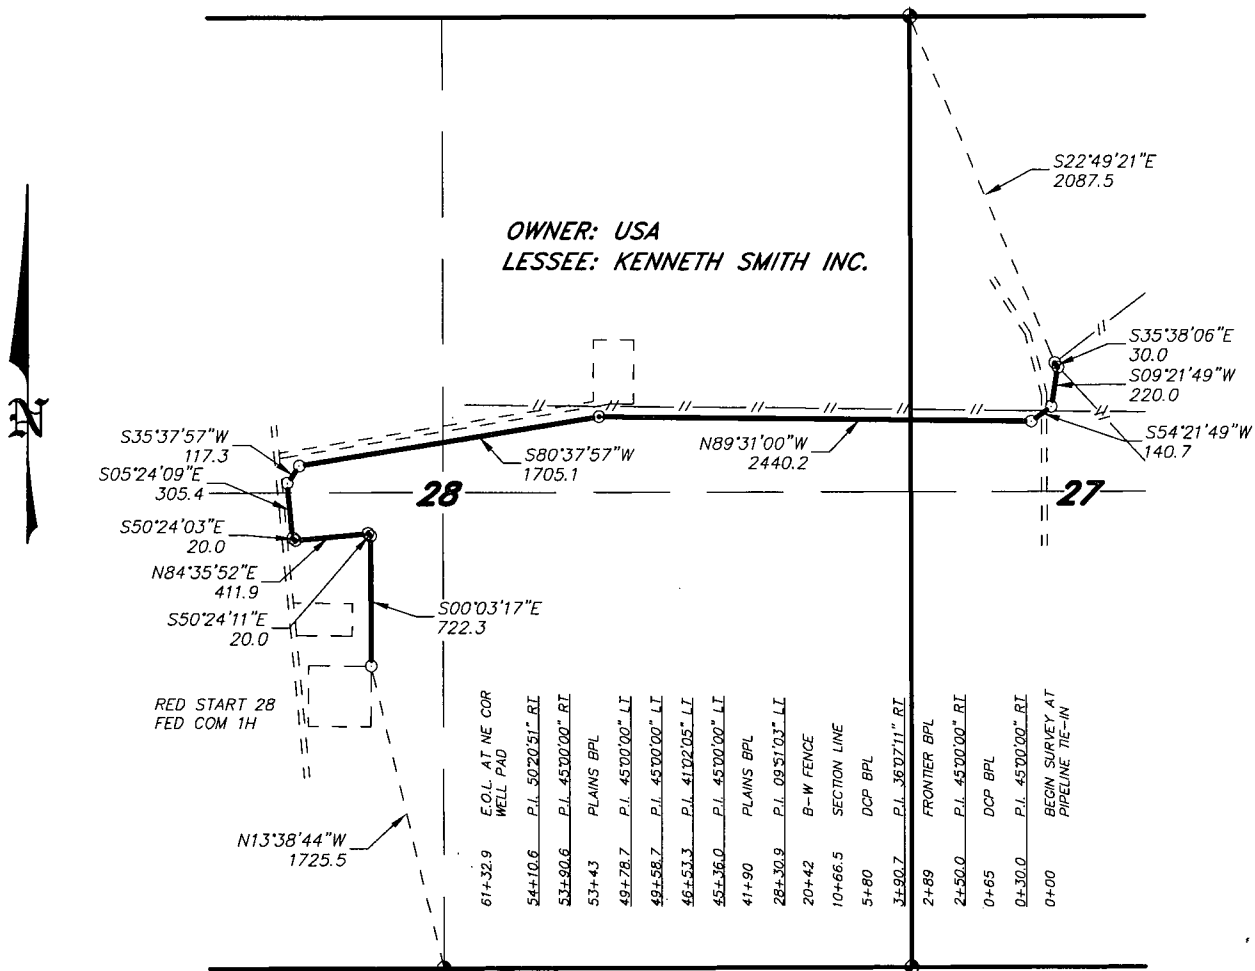 S22°49'21"E
2087.5
OWNER: USA
LESSEE: KENNETH SMITH INC.
S35°38'06"E
30.0
S09°21'49"W
220.0
S54°21'49"W
140.7
N89°31'00"W
2440.2
S80°37'57"W
1705.1
S35°37'57"W
117.3
S05°24'09"E
305.4
S50°24'03"E
20.0
N84°35'52"E
411.9
S50°24'11"E
20.0
S00°03'17"E
722.3
N
28
27
RED START 28
FED COM 1H
N13°38'44"W
1725.5
61+32.9 E.O.L. AT NE COR
WELL PAD
54+10.6 P.I. 50°20'51" RT
53+90.6 P.I. 45°00'00" RT
53+43 PLAINS BPL
49+78.7 P.I. 45°00'00" LT
49+58.7 P.I. 45°00'00" LT
46+53.3 P.I. 41°02'05" LT
45+36.0 P.I. 45°00'00" LT
41+90 PLAINS BPL
28+30.9 P.I. 09°51'03" LT
20+42 B-W FENCE
10+66.5 SECTION LINE
5+80 DCP BPL
3+90.7 P.I. 36°07'11" RT
2+89 FRONTIER BPL
2+50.0 P.I. 45°00'00" RT
0+65 DCP BPL
0+30.0 P.I. 45°00'00" RT
0+00 BEGIN SURVEY AT
PIPELINE TIE-IN